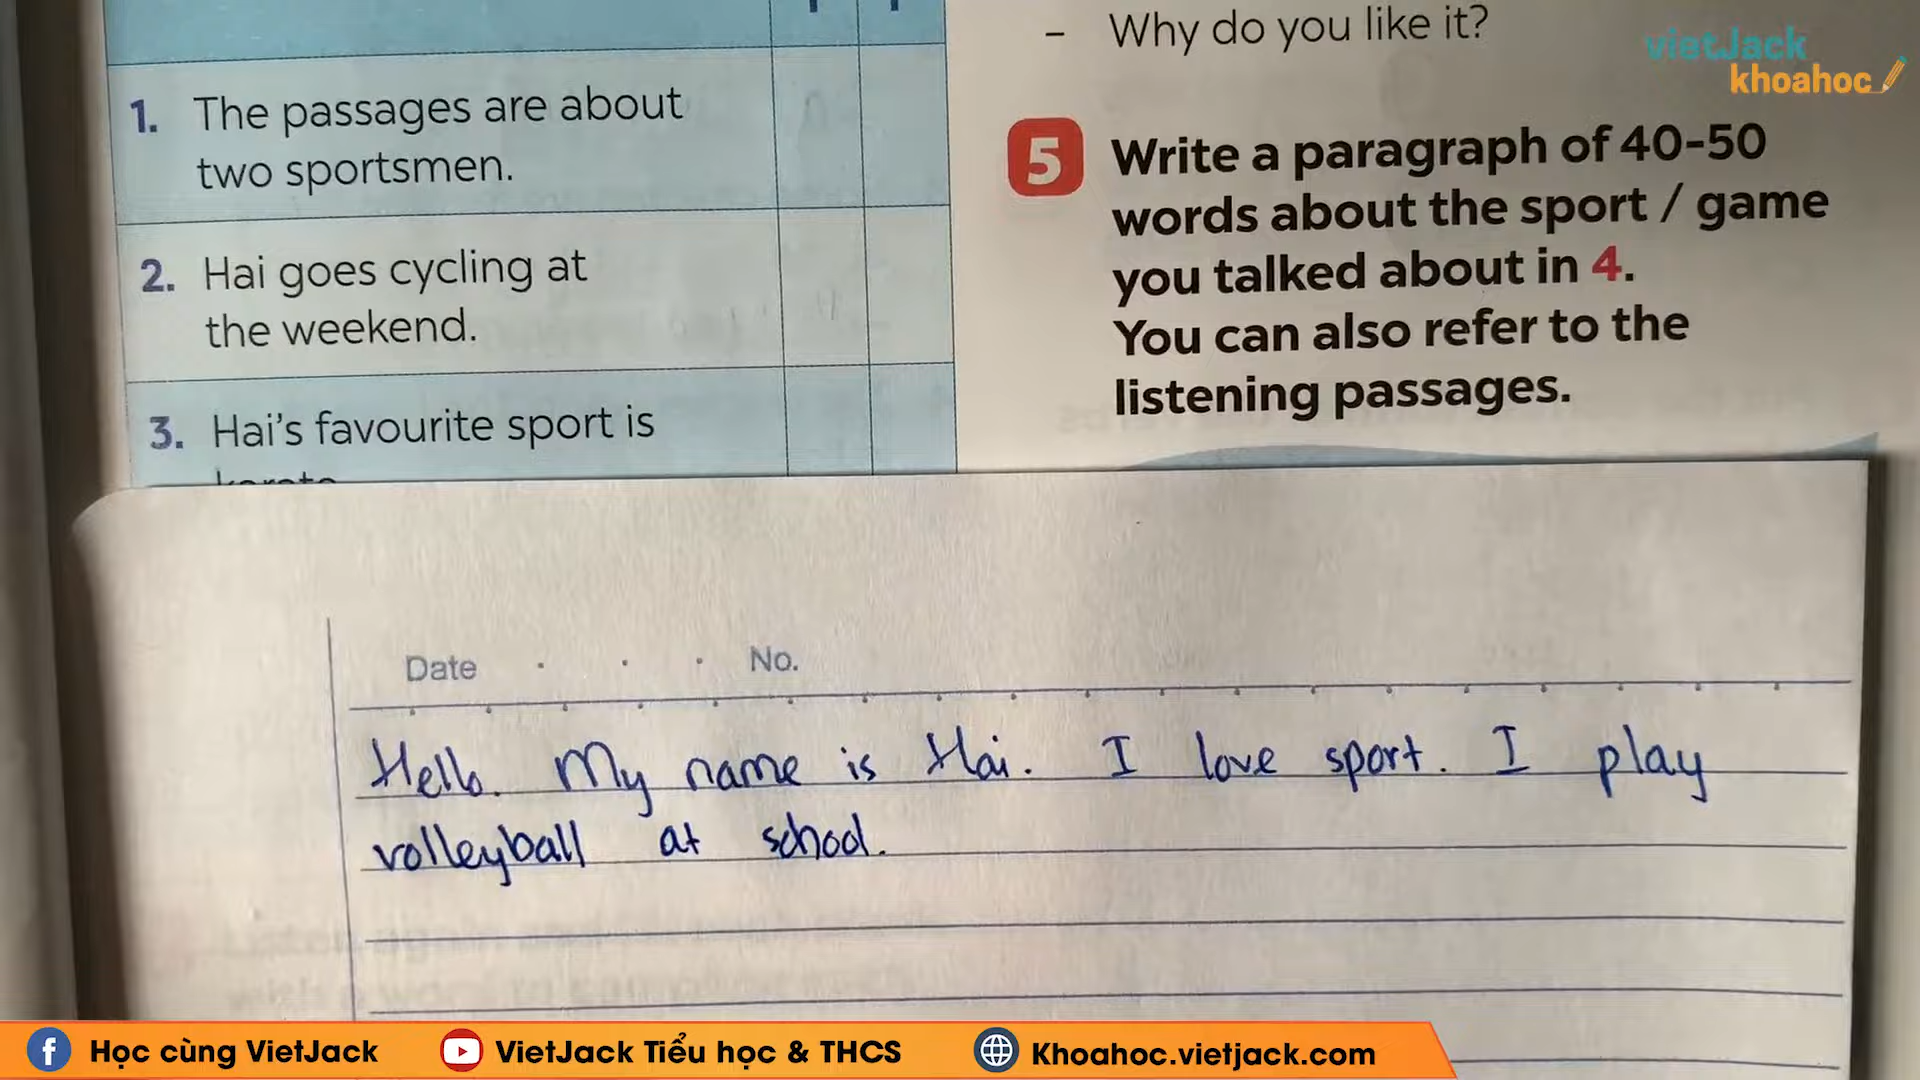 – Why do you like it?
vietJack
khoahoc
1. The passages are about
two sportsmen.
2. Hai goes cycling at
the weekend.
3. Hai's favourite sport is
5 Write a paragraph of 40-50
words about the sport / game
you talked about in 4.
You can also refer to the
listening passages.
Date No.
Hello. My name is Hai. I love sport. I play
volleyball at school.
Học cùng VietJack
VietJack Tiểu học & THCS
Khoahoc.vietjack.com